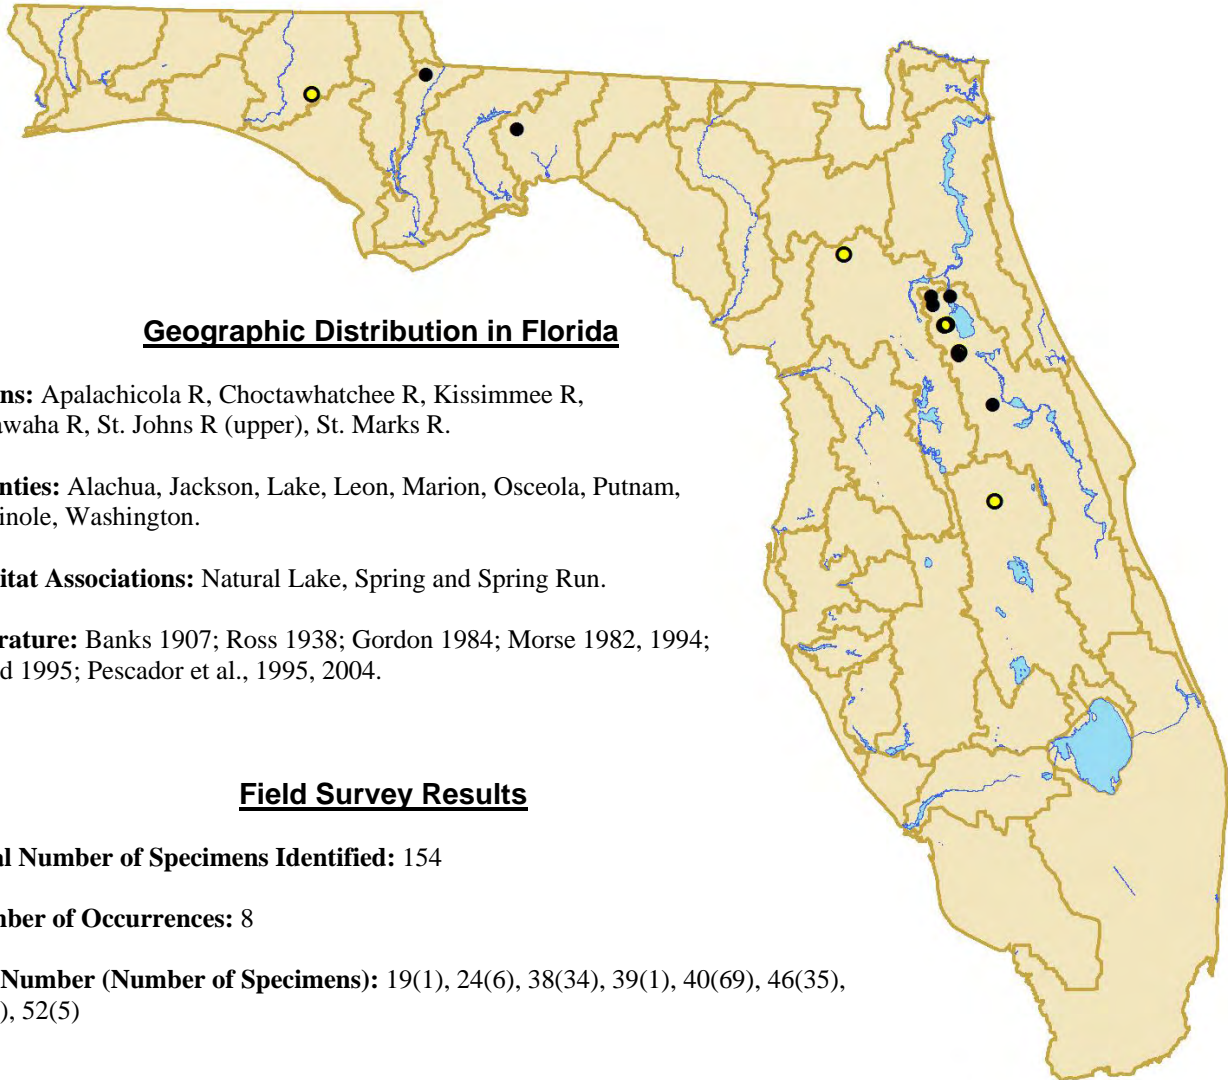 Geographic Distribution in Florida
ns: Apalachicola R, Choctawhatchee R, Kissimmee R,
awaha R, St. Johns R (upper), St. Marks R.
nties: Alachua, Jackson, Lake, Leon, Marion, Osceola, Putnam,
inole, Washington.
itat Associations: Natural Lake, Spring and Spring Run.
rature: Banks 1907; Ross 1938; Gordon 1984; Morse 1982, 1994;
d 1995; Pescador et al., 1995, 2004.
Field Survey Results
al Number of Specimens Identified: 154
nber of Occurrences: 8
Number (Number of Specimens): 19(1), 24(6), 38(34), 39(1), 40(69), 46(35),
), 52(5)